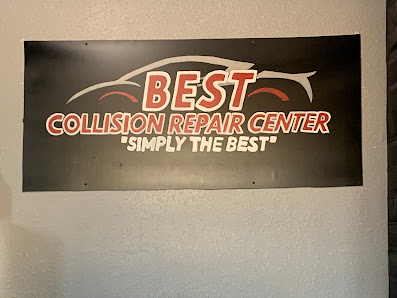 BEST
COLLISION REPAIR CENTER
"SIMPLY THE BEST"